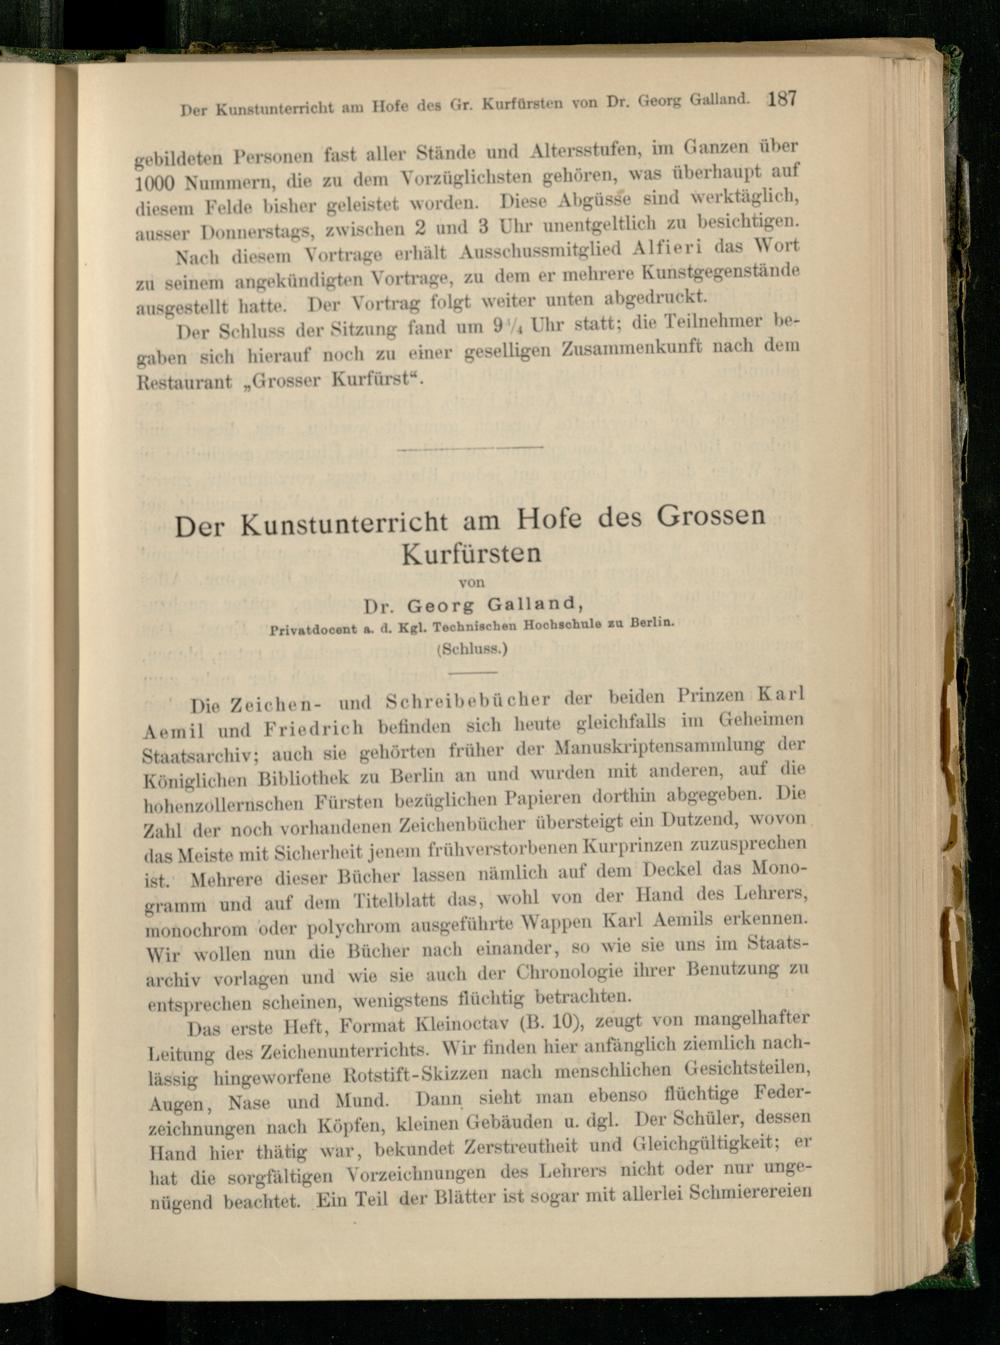 Der Kunstunterricht am Hofe des Gr. Kurfürsten von Dr. Georg Galland. 187
gebildeten Personen fast aller Stände und Altersstufen, im Ganzen über
1000 Nummern, die zu dem Vorzüglichsten gehören, was überhaupt auf
diesem Felde bisher geleistet worden. Diese Abgüsse sind werktäglich,
ausser Donnerstags, zwischen 2 und 3 Uhr unentgeltlich zu besichtigen.
Nach diesem Vortrage erhält Ausschussmitglied Alfieri das Wort
zu seinem angekündigten Vortrage, zu dem er mehrere Kunstgegenstände
ausgestellt hatte. Der Vortrag folgt weiter unten abgedruckt.
Der Schluss der Sitzung fand um 9 1/4 Uhr statt; die Teilnehmer be-
gaben sich hierauf noch zu einer geselligen Zusammenkunft nach dem
Restaurant „Grosser Kurfürst“.
Der Kunstunterricht am Hofe des Grossen
Kurfürsten
von
Dr. Georg Galland,
Privatdocent a. d. Kgl. Technischen Hochschule zu Berlin.
(Schluss.)
Die Zeichen- und Schreibebücher der beiden Prinzen Karl
Aemil und Friedrich befinden sich heute gleichfalls im Geheimen
Staatsarchiv; auch sie gehörten früher der Manuskriptensammlung der
Königlichen Bibliothek zu Berlin an und wurden mit anderen, auf die
hohenzollernschen Fürsten bezüglichen Papieren dorthin abgegeben. Die
Zahl der noch vorhandenen Zeichenbücher übersteigt ein Dutzend, wovon
das Meiste mit Sicherheit jenem frühverstorbenen Kurprinzen zuzusprechen
ist. Mehrere dieser Bücher lassen nämlich auf dem Deckel das Mono-
gramm und auf dem Titelblatt das, wohl von der Hand des Lehrers,
monochrom oder polychrom ausgeführte Wappen Karl Aemils erkennen.
Wir wollen nun die Bücher nach einander, so wie sie uns im Staats-
archiv vorlagen und wie sie auch der Chronologie ihrer Benutzung zu
entsprechen scheinen, wenigstens flüchtig betrachten.
Das erste Heft, Format Kleinoctav (B. 10), zeugt von mangelhafter
Leitung des Zeichenunterrichts. Wir finden hier anfänglich ziemlich nach-
lässig hingeworfene Rotstift-Skizzen nach menschlichen Gesichtsteilen,
Augen, Nase und Mund. Dann sieht man ebenso flüchtige Feder-
zeichnungen nach Köpfen, kleinen Gebäuden u. dgl. Der Schüler, dessen
Hand hier thätig war, bekundet Zerstreutheit und Gleichgültigkeit; er
hat die sorgfältigen Vorzeichnungen des Lehrers nicht oder nur unge-
nügend beachtet. Ein Teil der Blätter ist sogar mit allerlei Schmierereien